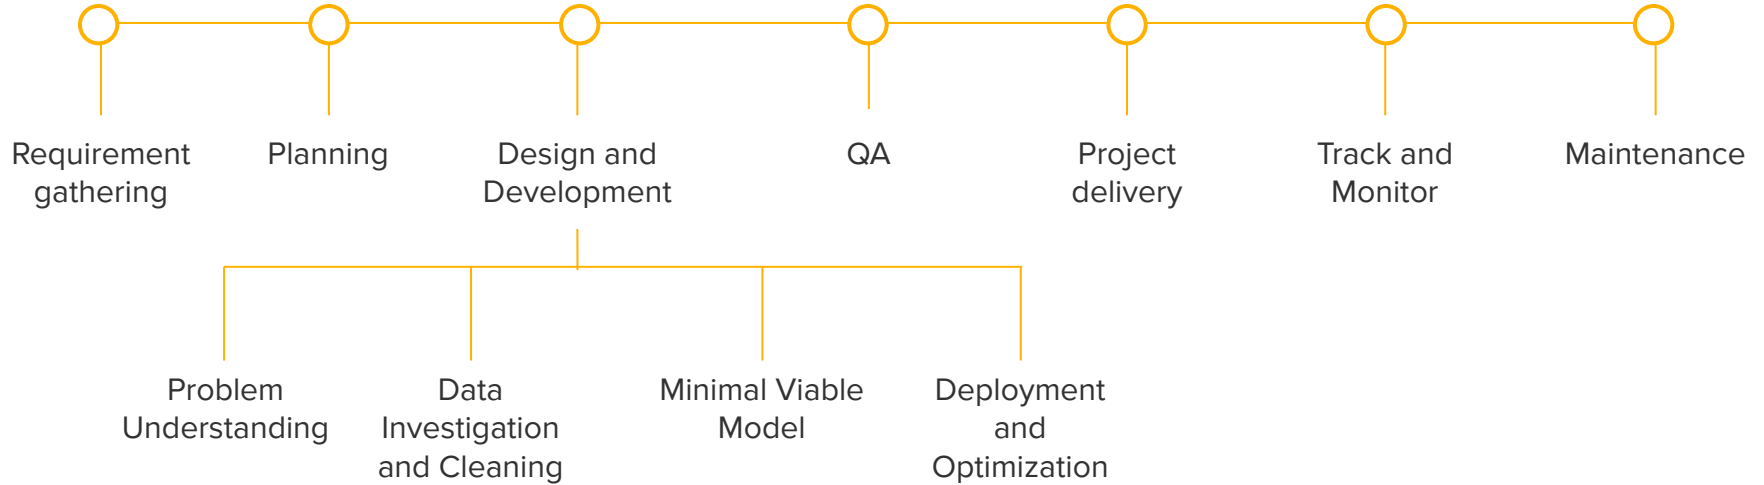 Requirement
gathering
Planning
Design and
Development
QA
Project
delivery
Track and
Monitor
Maintenance
Problem
Understanding
Data
Investigation
and Cleaning
Minimal Viable
Model
Deployment
and
Optimization